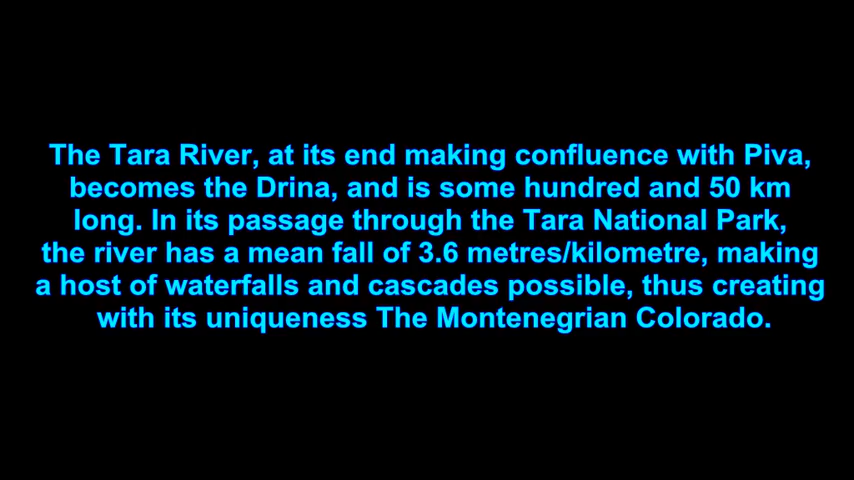 The Tara River, at its end making confluence with Piva,
becomes the Drina, and is some hundred and 50 km
long. In its passage through the Tara National Park,
the river has a mean fall of 3.6 metres/kilometre, making
a host of waterfalls and cascades possible, thus creating
with its uniqueness The Montenegrian Colorado.